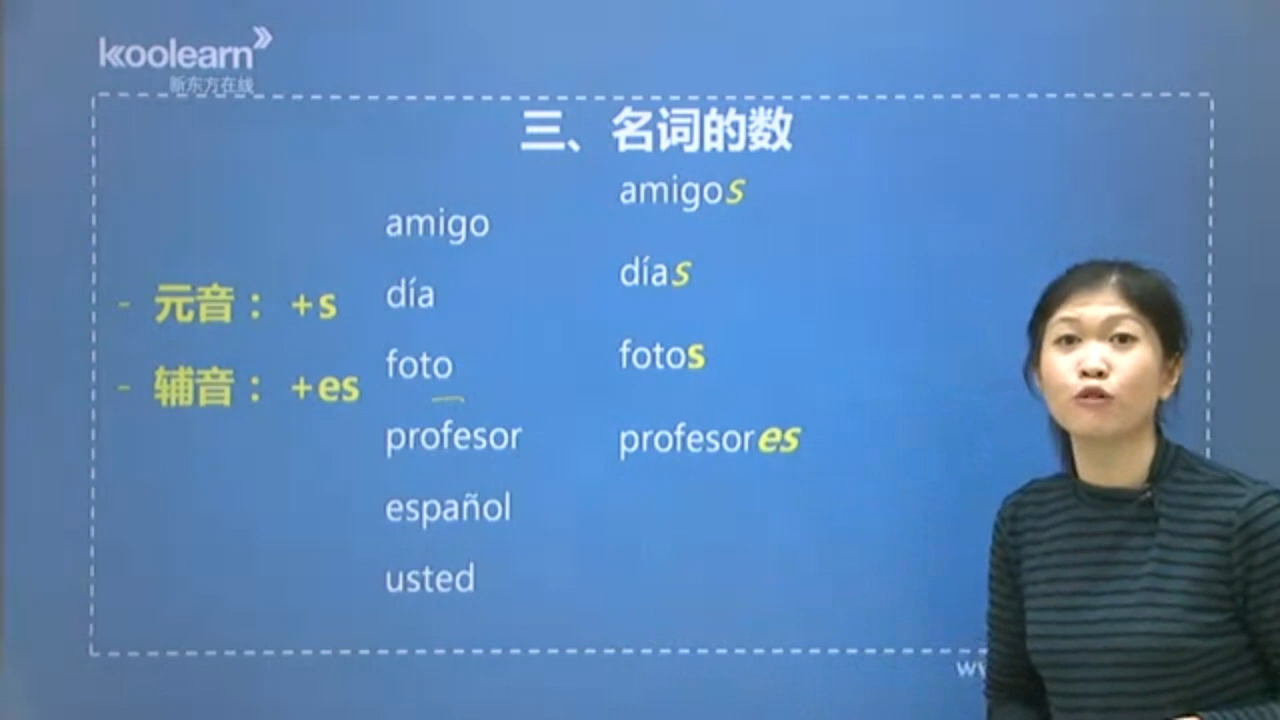 koolearn
新东方在线
三、名词的数
- 元音： +s
- 辅音： +es
amigo
día
foto
profesor
español
usted
amigos
días
fotos
profesores